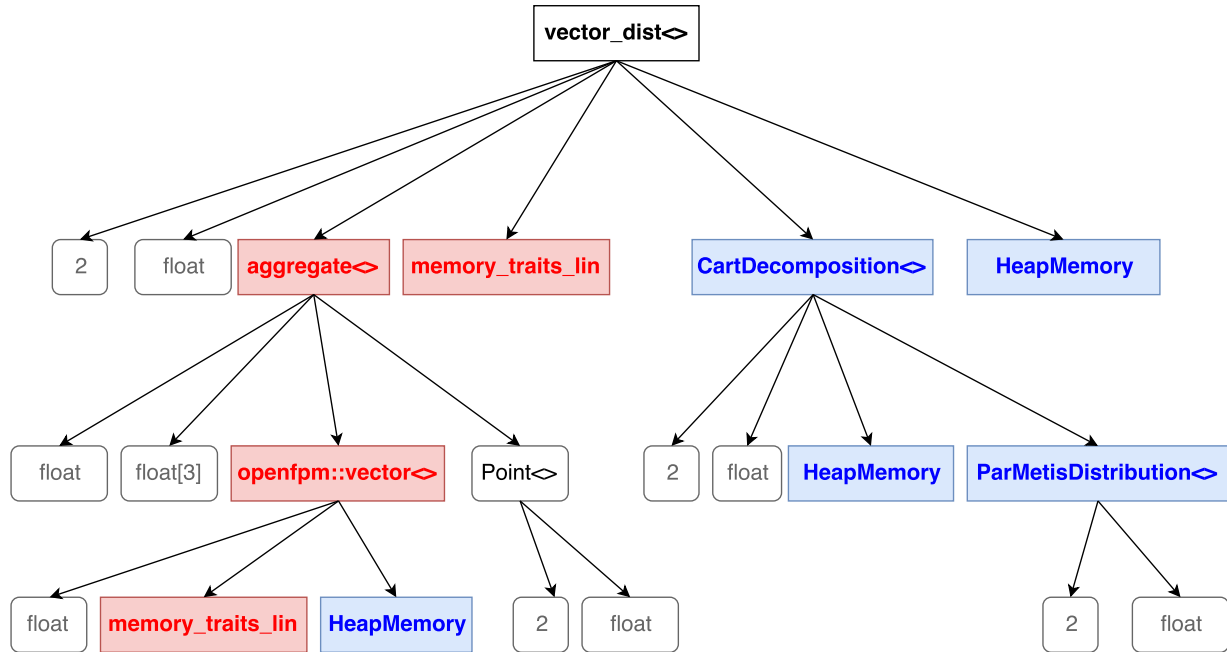 vector_dist<>
2
float
aggregate<>
memory_traits_lin
CartDecomposition<>
HeapMemory
float
float[3]
openfpm::vector<>
Point<>
2
float
HeapMemory
ParMetisDistribution<>
float
memory_traits_lin
HeapMemory
2
float
2
float